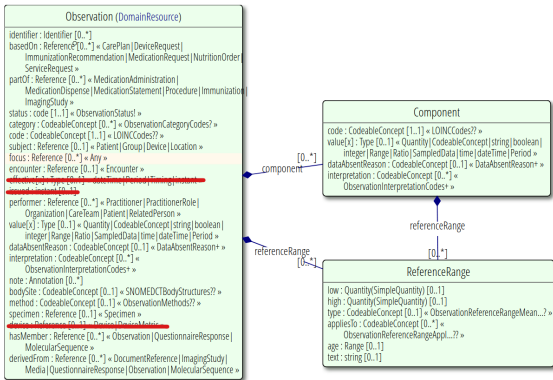 Observation (DomainResource)
identifier : Identifier [0..*]
basedOn : Reference [0..*] « CarePlan|DeviceRequest|
ImmunizationRecommendation|MedicationRequest|NutritionOrder|
ServiceRequest »
partOf : Reference [0..*] « MedicationAdministration|
MedicationDispense|MedicationStatement|Procedure|Immunization|
ImagingStudy »
status : code [1..1] « ObservationStatus! »
category : CodeableConcept [0..*] « ObservationCategoryCodes? »
code : CodeableConcept [1..1] « LOINCCodes?? »
subject : Reference [0..1] « Patient|Group|Device|Location »
focus : Reference [0..*] « Any »
encounter : Reference [0..1] « Encounter »
performer : Reference [0..*] « Practitioner|PractitionerRole|
Organization|CareTeam|Patient|RelatedPerson »
value[x] : Type [0..1] « Quantity|CodeableConcept|string|boolean|
integer|Range|Ratio|SampledData|time|dateTime|Period »
dataAbsentReason : CodeableConcept [0..1] « DataAbsentReason+ »
interpretation : CodeableConcept [0..*] «
ObservationInterpretationCodes+ »
note : Annotation [0..*]
bodySite : CodeableConcept [0..1] « SNOMEDCTBodyStructures?? »
method : CodeableConcept [0..1] « ObservationMethods?? »
specimen : Reference [0..1] « Specimen »
hasMember : Reference [0..*] « Observation|QuestionnaireResponse|
MolecularSequence »
derivedFrom : Reference [0..*] « DocumentReference|ImagingStudy|
Media|QuestionnaireResponse|Observation|MolecularSequence »
component
[0..*]
referenceRange
[0..*]
Component
code : CodeableConcept [1..1] « LOINCCodes?? »
value[x] : Type [0..1] « Quantity|CodeableConcept|string|boolean|
integer|Range|Ratio|SampledData|time|dateTime|Period »
dataAbsentReason : CodeableConcept [0..1] « DataAbsentReason+ »
interpretation : CodeableConcept [0..*] «
ObservationInterpretationCodes+ »
referenceRange
[0..*]
ReferenceRange
low : Quantity(SimpleQuantity) [0..1]
high : Quantity(SimpleQuantity) [0..1]
type : CodeableConcept [0..1] « ObservationReferenceRangeMean...? »
appliesTo : CodeableConcept [0..*] «
ObservationReferenceRangeAppl...?? »
age : Range [0..1]
text : string [0..1]